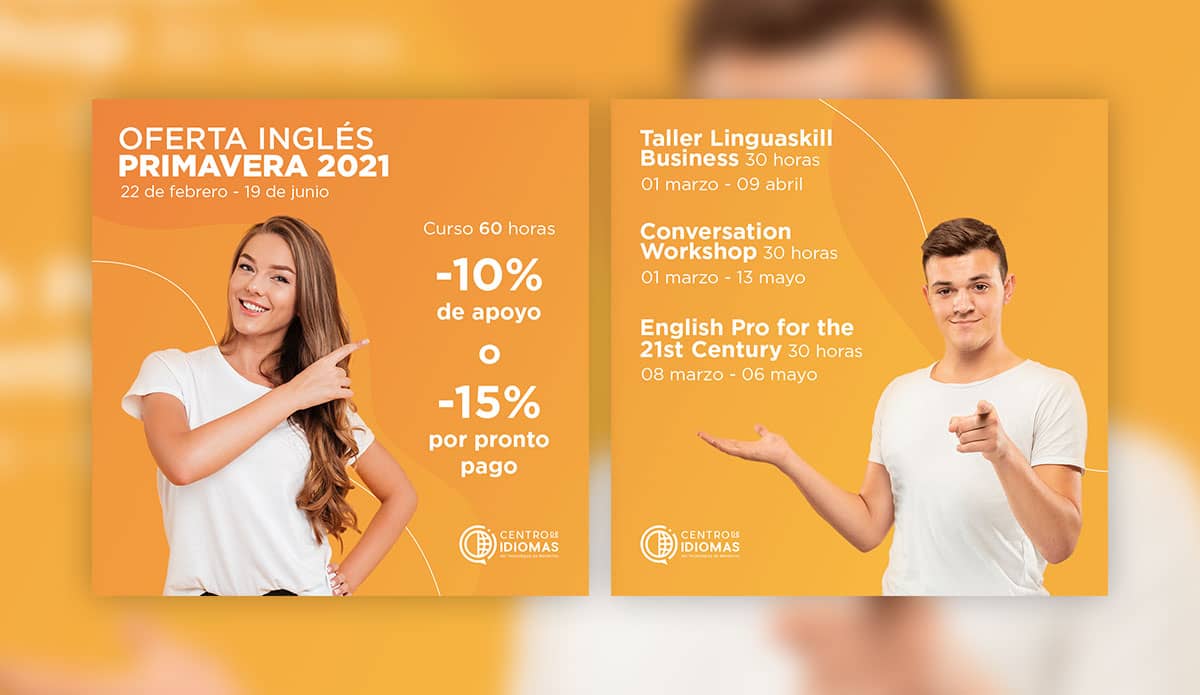 OFERTA INGLÉS
PRIMAVERA 2021
22 de febrero - 19 de junio
Curso 60 horas
-10%
de apoyo
o
-15%
por pronto
pago
CENTRO DE
IDIOMAS
Taller Linguaskill
Business 30 horas
01 marzo - 09 abril
Conversation
Workshop 30 horas
01 marzo - 13 mayo
English Pro for the
21st Century 30 horas
08 marzo - 06 mayo
CENTRO DE
IDIOMAS